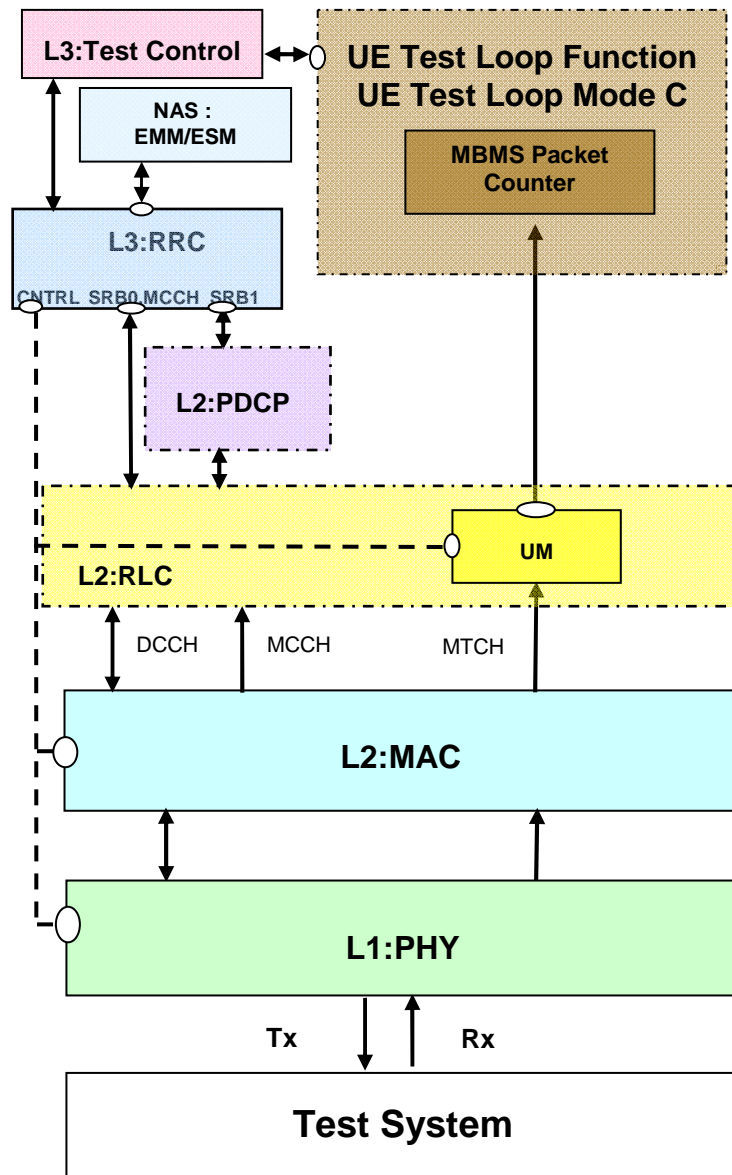 L3:Test Control
UE Test Loop Function
UE Test Loop Mode C
NAS :
EMM/ESM
MBMS Packet
Counter
L3:RRC
CNTRL SRB0,MCCH SRB1
L2:PDCP
UM
L2:RLC
DCCH MCCH MTCH
L2:MAC
L1:PHY
Tx Rx
Test System